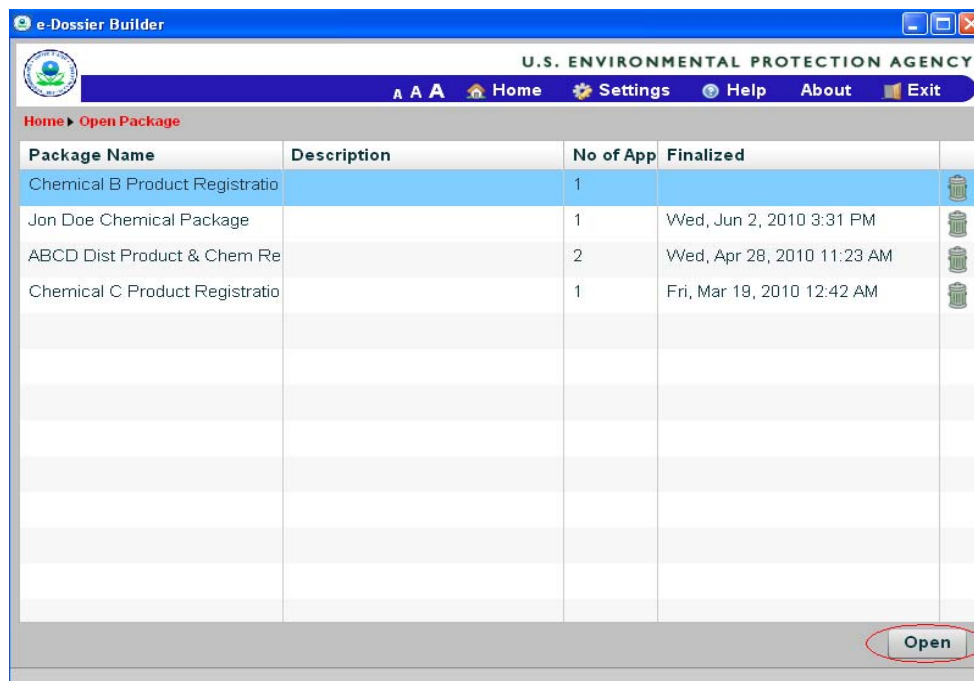 e-Dossier Builder
U.S. ENVIRONMENTAL PROTECTION AGENCY
A A A Home Settings Help About Exit
Home Open Package
Package Name Description No of App Finalized
Chemical B Product Registratio 1
Jon Doe Chemical Package 1 Wed, Jun 2, 2010 3:31 PM
ABCD Dist Product & Chem Re 2 Wed, Apr 28, 2010 11:23 AM
Chemical C Product Registratio 1 Fri, Mar 19, 2010 12:42 AM
Open